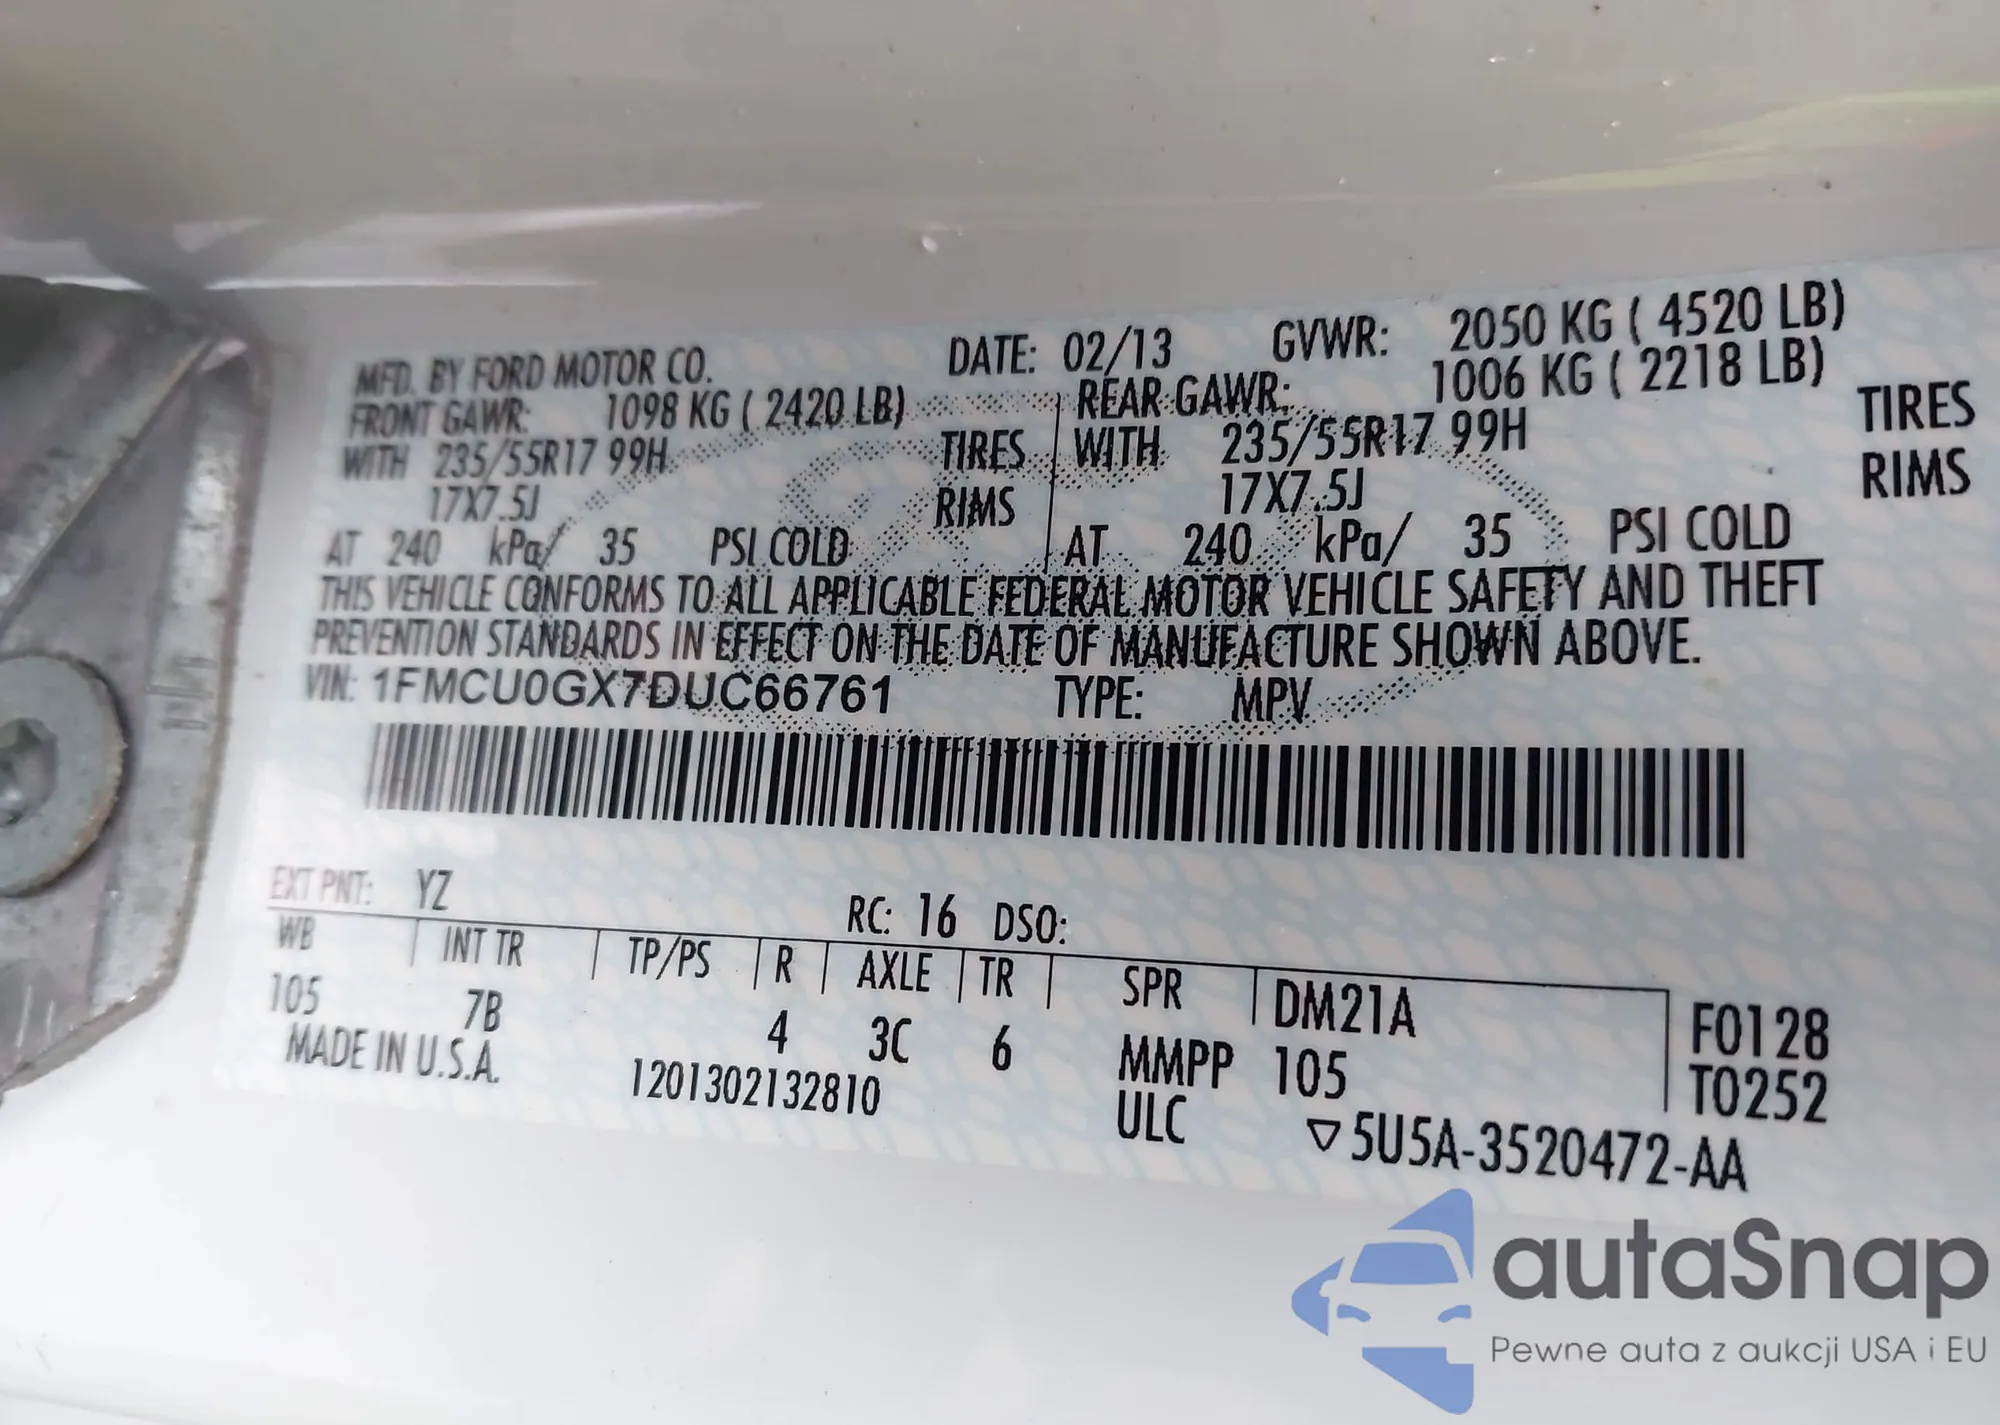 MFD. BY FORD MOTOR CO. DATE: 02/13 GVWR: 2050 KG ( 4520 LB)
FRONT GAWR: 1098 KG ( 2420 LB) REAR GAWR: 1006 KG ( 2218 LB)
WITH 235/55R17 99H TIRES WITH 235/55R17 99H TIRES
17X7.5J RIMS 17X7.5J RIMS
AT 240 kPa/ 35 PSI COLD AT 240 kPa/ 35 PSI COLD
THIS VEHICLE CONFORMS TO ALL APPLICABLE FEDERAL MOTOR VEHICLE SAFETY AND THEFT
PREVENTION STANDARDS IN EFFECT ON THE DATE OF MANUFACTURE SHOWN ABOVE.
VIN: 1FMCU0GX7DUC66761 TYPE: MPV
EXT PNT: YZ RC: 16 DSO:
WB INT TR TP/PS R AXLE TR SPR DM21A F0128
105 7B 4 3C 6 MMPP 105 T0252
MADE IN U.S.A. 1201302132810 ULC ▽5U5A-3520472-AA
autaSnap
Pewne auta z aukcji USA i EU